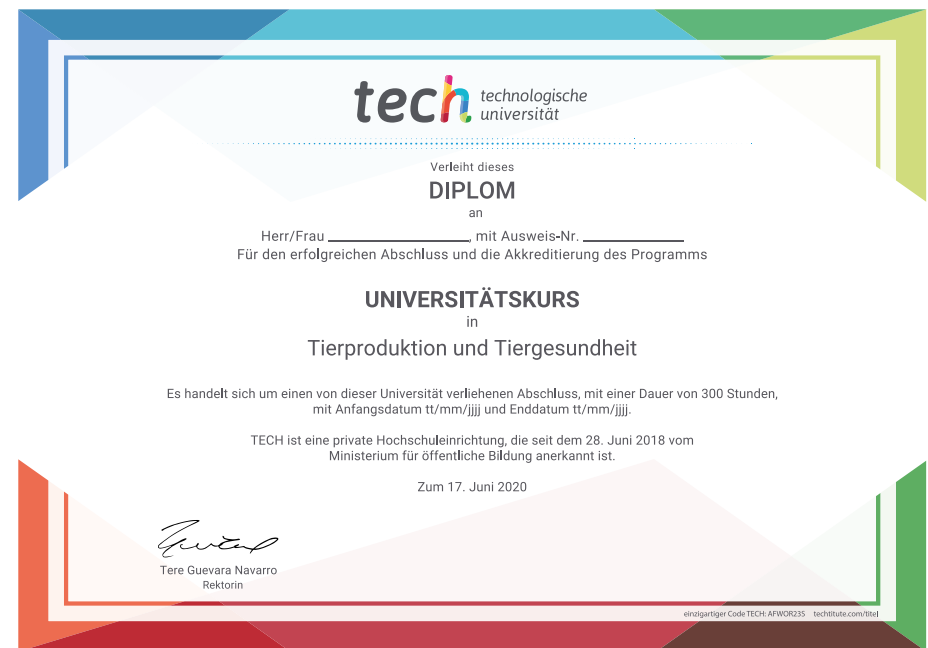 tech technologische
universität
Verleiht dieses
DIPLOM
an
Herr/Frau ____________________, mit Ausweis-Nr. ______________
Für den erfolgreichen Abschluss und die Akkreditierung des Programms
UNIVERSITÄTSKURS
in
Tierproduktion und Tiergesundheit
Es handelt sich um einen von dieser Universität verliehenen Abschluss, mit einer Dauer von 300 Stunden,
mit Anfangsdatum tt/mm/jjjj und Enddatum tt/mm/jjjj.
TECH ist eine private Hochschuleinrichtung, die seit dem 28. Juni 2018 vom
Ministerium für öffentliche Bildung anerkannt ist.
Zum 17. Juni 2020
Tere Guevara Navarro
Rektorin
einzigartiger Code TECH: AFWOR23S techtitute.com/titel